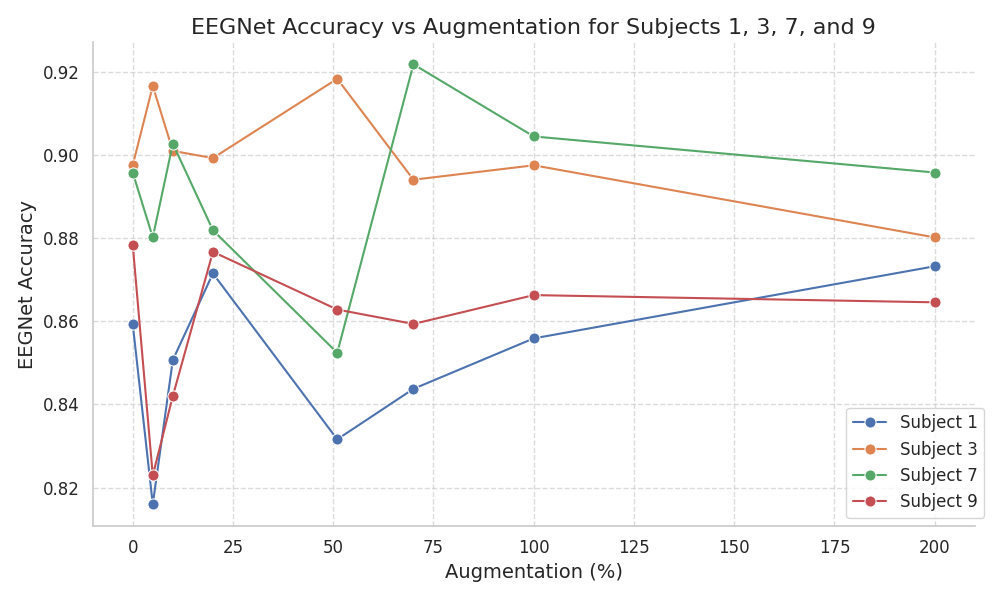 EEGNet Accuracy vs Augmentation for Subjects 1, 3, 7, and 9
EEGNet Accuracy
0.92
0.90
0.88
0.86
0.84
0.82
0 25 50 75 100 125 150 175 200
Augmentation (%)
Subject 1
Subject 3
Subject 7
Subject 9